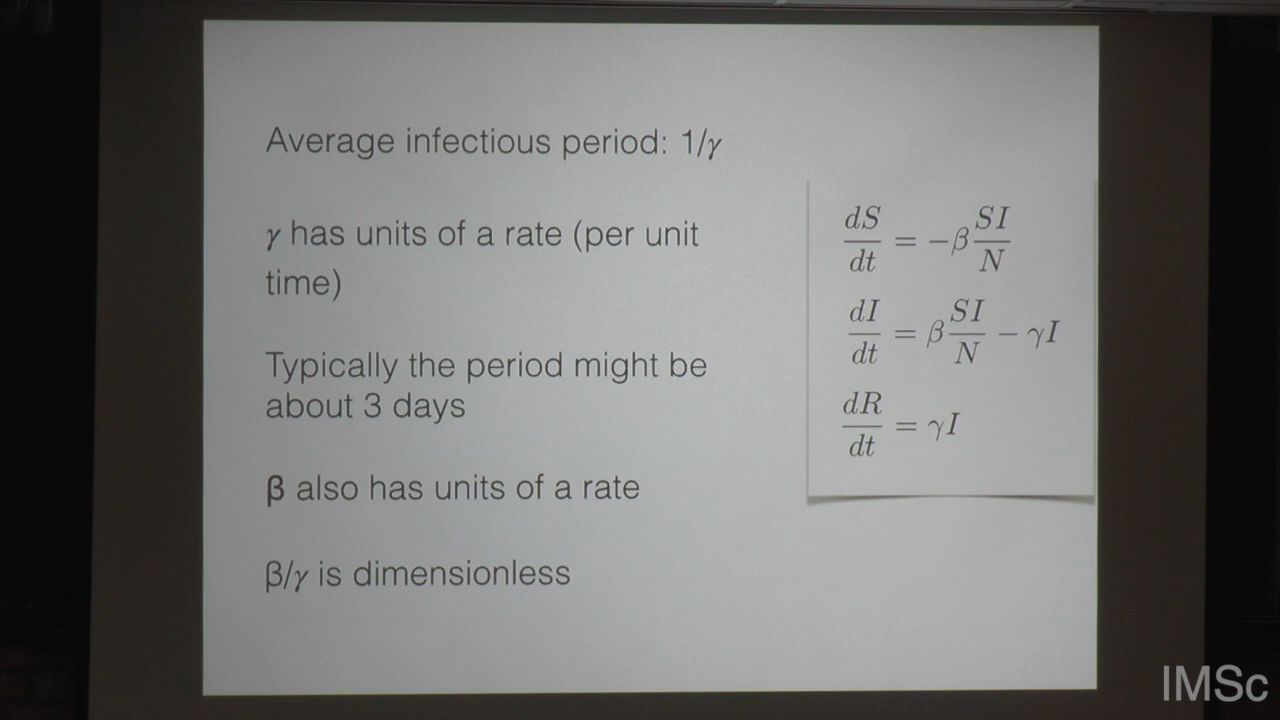 Average infectious period: 1/γ
γ has units of a rate (per unit
time)
Typically the period might be
about 3 days
β also has units of a rate
β/γ is dimensionless
dS/dt = −β SI/N
dI/dt = β SI/N − γI
dR/dt = γI
IMSc